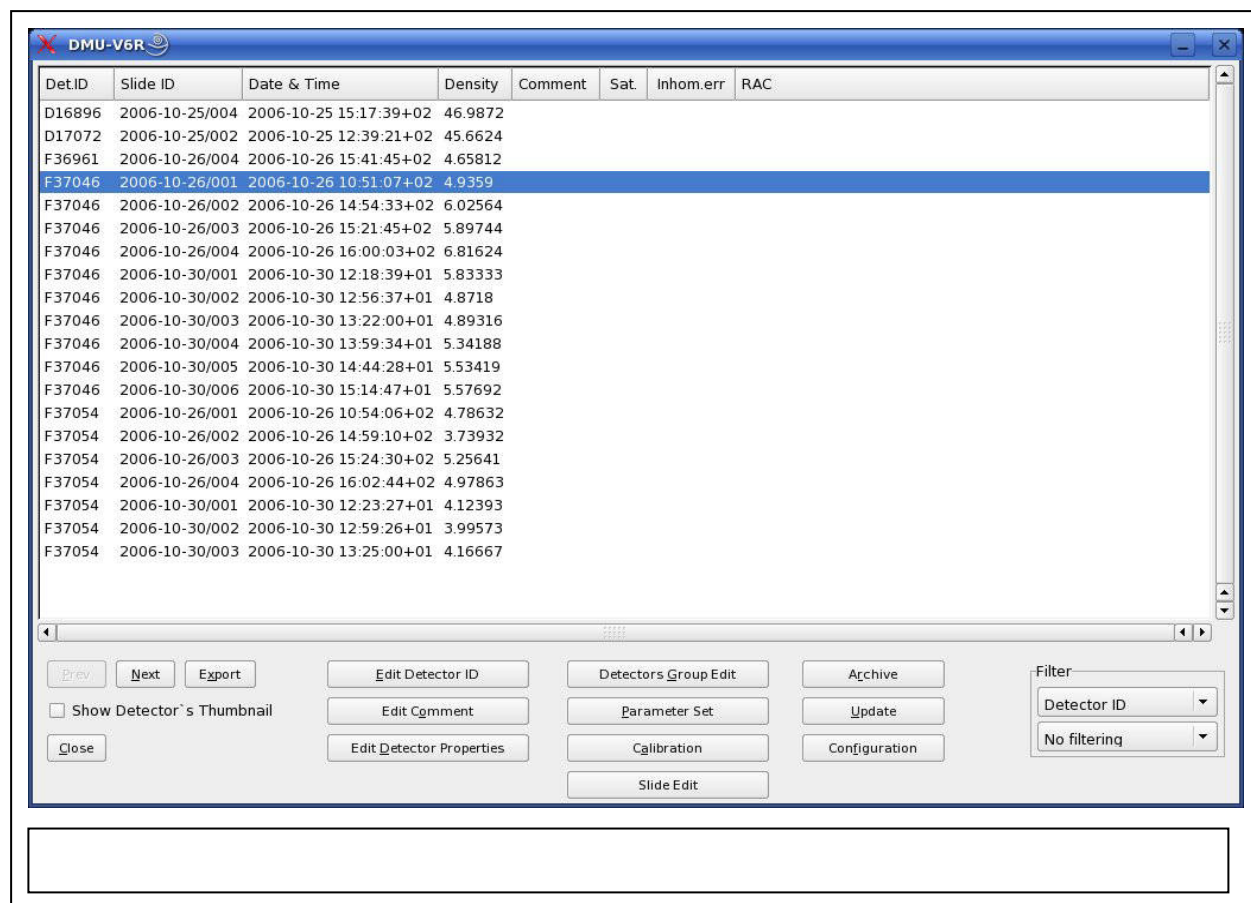 DMU-V6R
Det.ID Slide ID Date & Time Density Comment Sat. Inhom.err RAC
D16896 2006-10-25/004 2006-10-25 15:17:39+02 46.9872
D17072 2006-10-25/002 2006-10-25 12:39:21+02 45.6624
F36961 2006-10-26/004 2006-10-26 15:41:45+02 4.65812
F37046 2006-10-26/001 2006-10-26 10:51:07+02 4.9359
F37046 2006-10-26/002 2006-10-26 14:54:33+02 6.02564
F37046 2006-10-26/003 2006-10-26 15:21:45+02 5.89744
F37046 2006-10-26/004 2006-10-26 16:00:03+02 6.81624
F37046 2006-10-30/001 2006-10-30 12:18:39+01 5.83333
F37046 2006-10-30/002 2006-10-30 12:56:37+01 4.8718
F37046 2006-10-30/003 2006-10-30 13:22:00+01 4.89316
F37046 2006-10-30/004 2006-10-30 13:59:34+01 5.34188
F37046 2006-10-30/005 2006-10-30 14:44:28+01 5.53419
F37046 2006-10-30/006 2006-10-30 15:14:47+01 5.57692
F37054 2006-10-26/001 2006-10-26 10:54:06+02 4.78632
F37054 2006-10-26/002 2006-10-26 14:59:10+02 3.73932
F37054 2006-10-26/003 2006-10-26 15:24:30+02 5.25641
F37054 2006-10-26/004 2006-10-26 16:02:44+02 4.97863
F37054 2006-10-30/001 2006-10-30 12:23:27+01 4.12393
F37054 2006-10-30/002 2006-10-30 12:59:26+01 3.99573
F37054 2006-10-30/003 2006-10-30 13:25:00+01 4.16667
Prev Next Export Edit Detector ID Detectors Group Edit Archive Filter
Show Detector`s Thumbnail Edit Comment Parameter Set Update Detector ID
Close Edit Detector Properties Calibration Configuration No filtering
Slide Edit